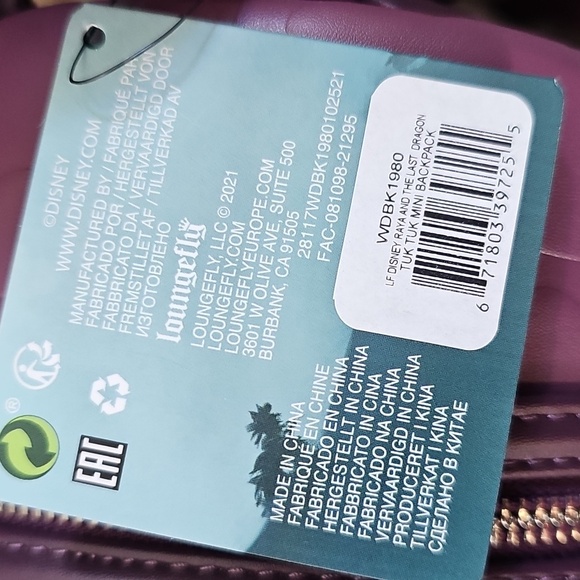 ©DISNEY
WWW.DISNEY.COM
MANUFACTURED BY / FABRIQUÉ PAR
FABRICADO POR / HERGESTELLT VON
FABBRICATO DA / VERVAARDIGD DOOR
FREMSTILLET AF / TILLVERKAD AV
ИЗГОТОВЛЕНО
loungefly
LOUNGEFLY, LLC © 2021
LOUNGEFLY.COM
LOUNGEFLYEUROPE.COM
3601 W OLIVE AVE, SUITE 500
BURBANK, CA 91505
28117WDBK1980102521
FAC-081098-21295
WDBK1980
LF DISNEY RAYA AND THE LAST DRAGON
TUK TUK MINI BACKPACK
6 71803 39725 5
®
EAC
MADE IN CHINA
FABRIQUÉ EN CHINE
FABRICADO EN CHINA
HERGESTELLT IN CHINA
FABBRICATO IN CINA
FABRICADO NA CHINA
VERVAARDIGD IN CHINA
PRODUCERET I KINA
TILLVERKAT I KINA
СДЕЛАНО В КИТАЕ